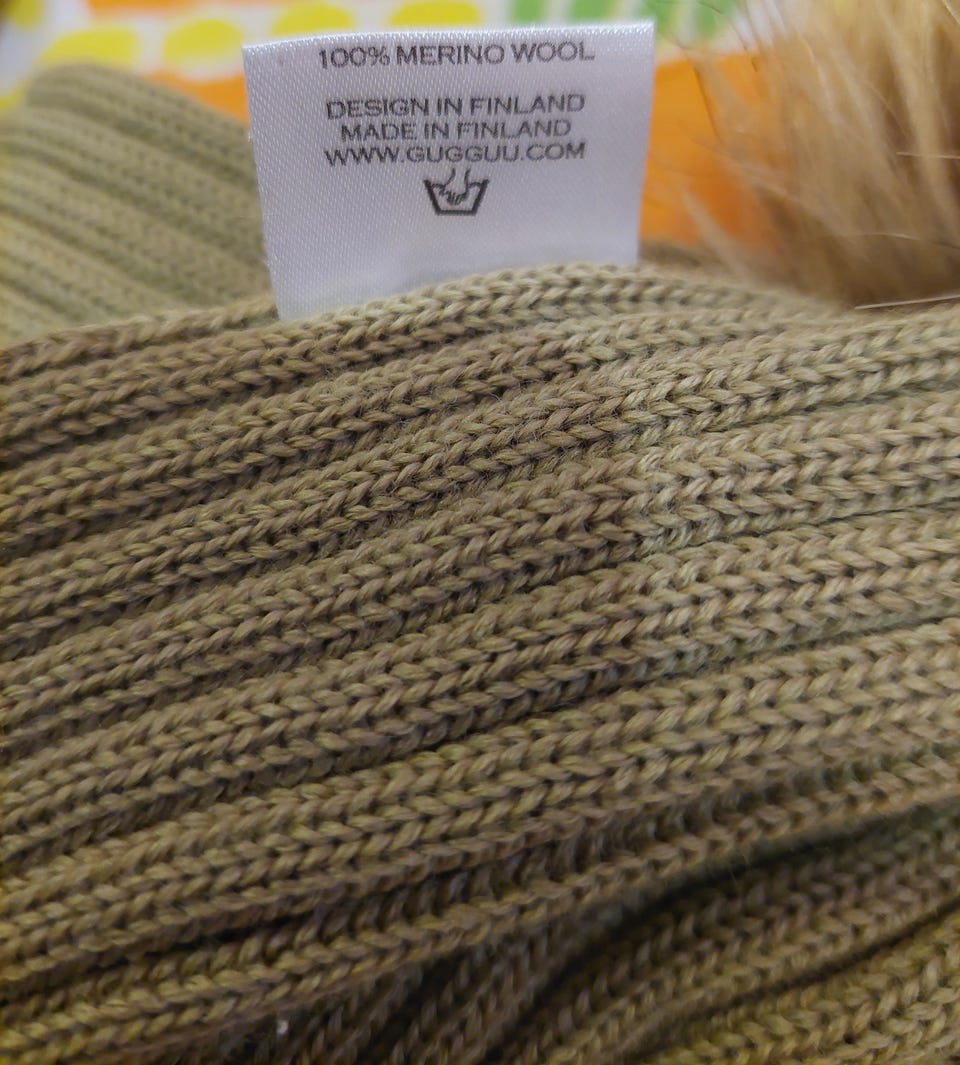 100% MERINO WOOL
DESIGN IN FINLAND
MADE IN FINLAND
WWW.GUGGUU.COM